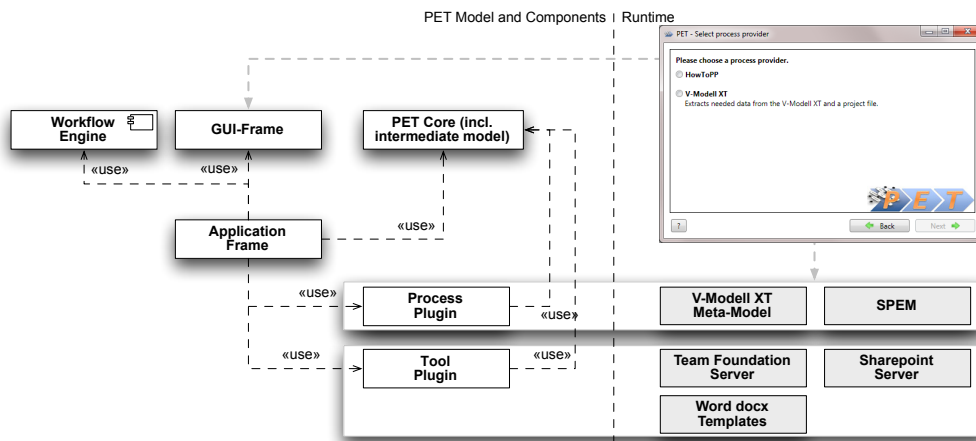 PET Model and Components
Runtime
PET - Select process provider
Please choose a process provider.
HowToPP
V-Modell XT
Extracts needed data from the V-Modell XT and a project file.
PET
?
Back
Next
Workflow
Engine
GUI-Frame
PET Core (incl.
intermediate model)
«use»
«use»
Application
Frame
«use»
«use»
Process
Plugin
«use»
V-Modell XT
Meta-Model
SPEM
«use»
Tool
Plugin
«use»
Team Foundation
Server
Sharepoint
Server
Word docx
Templates